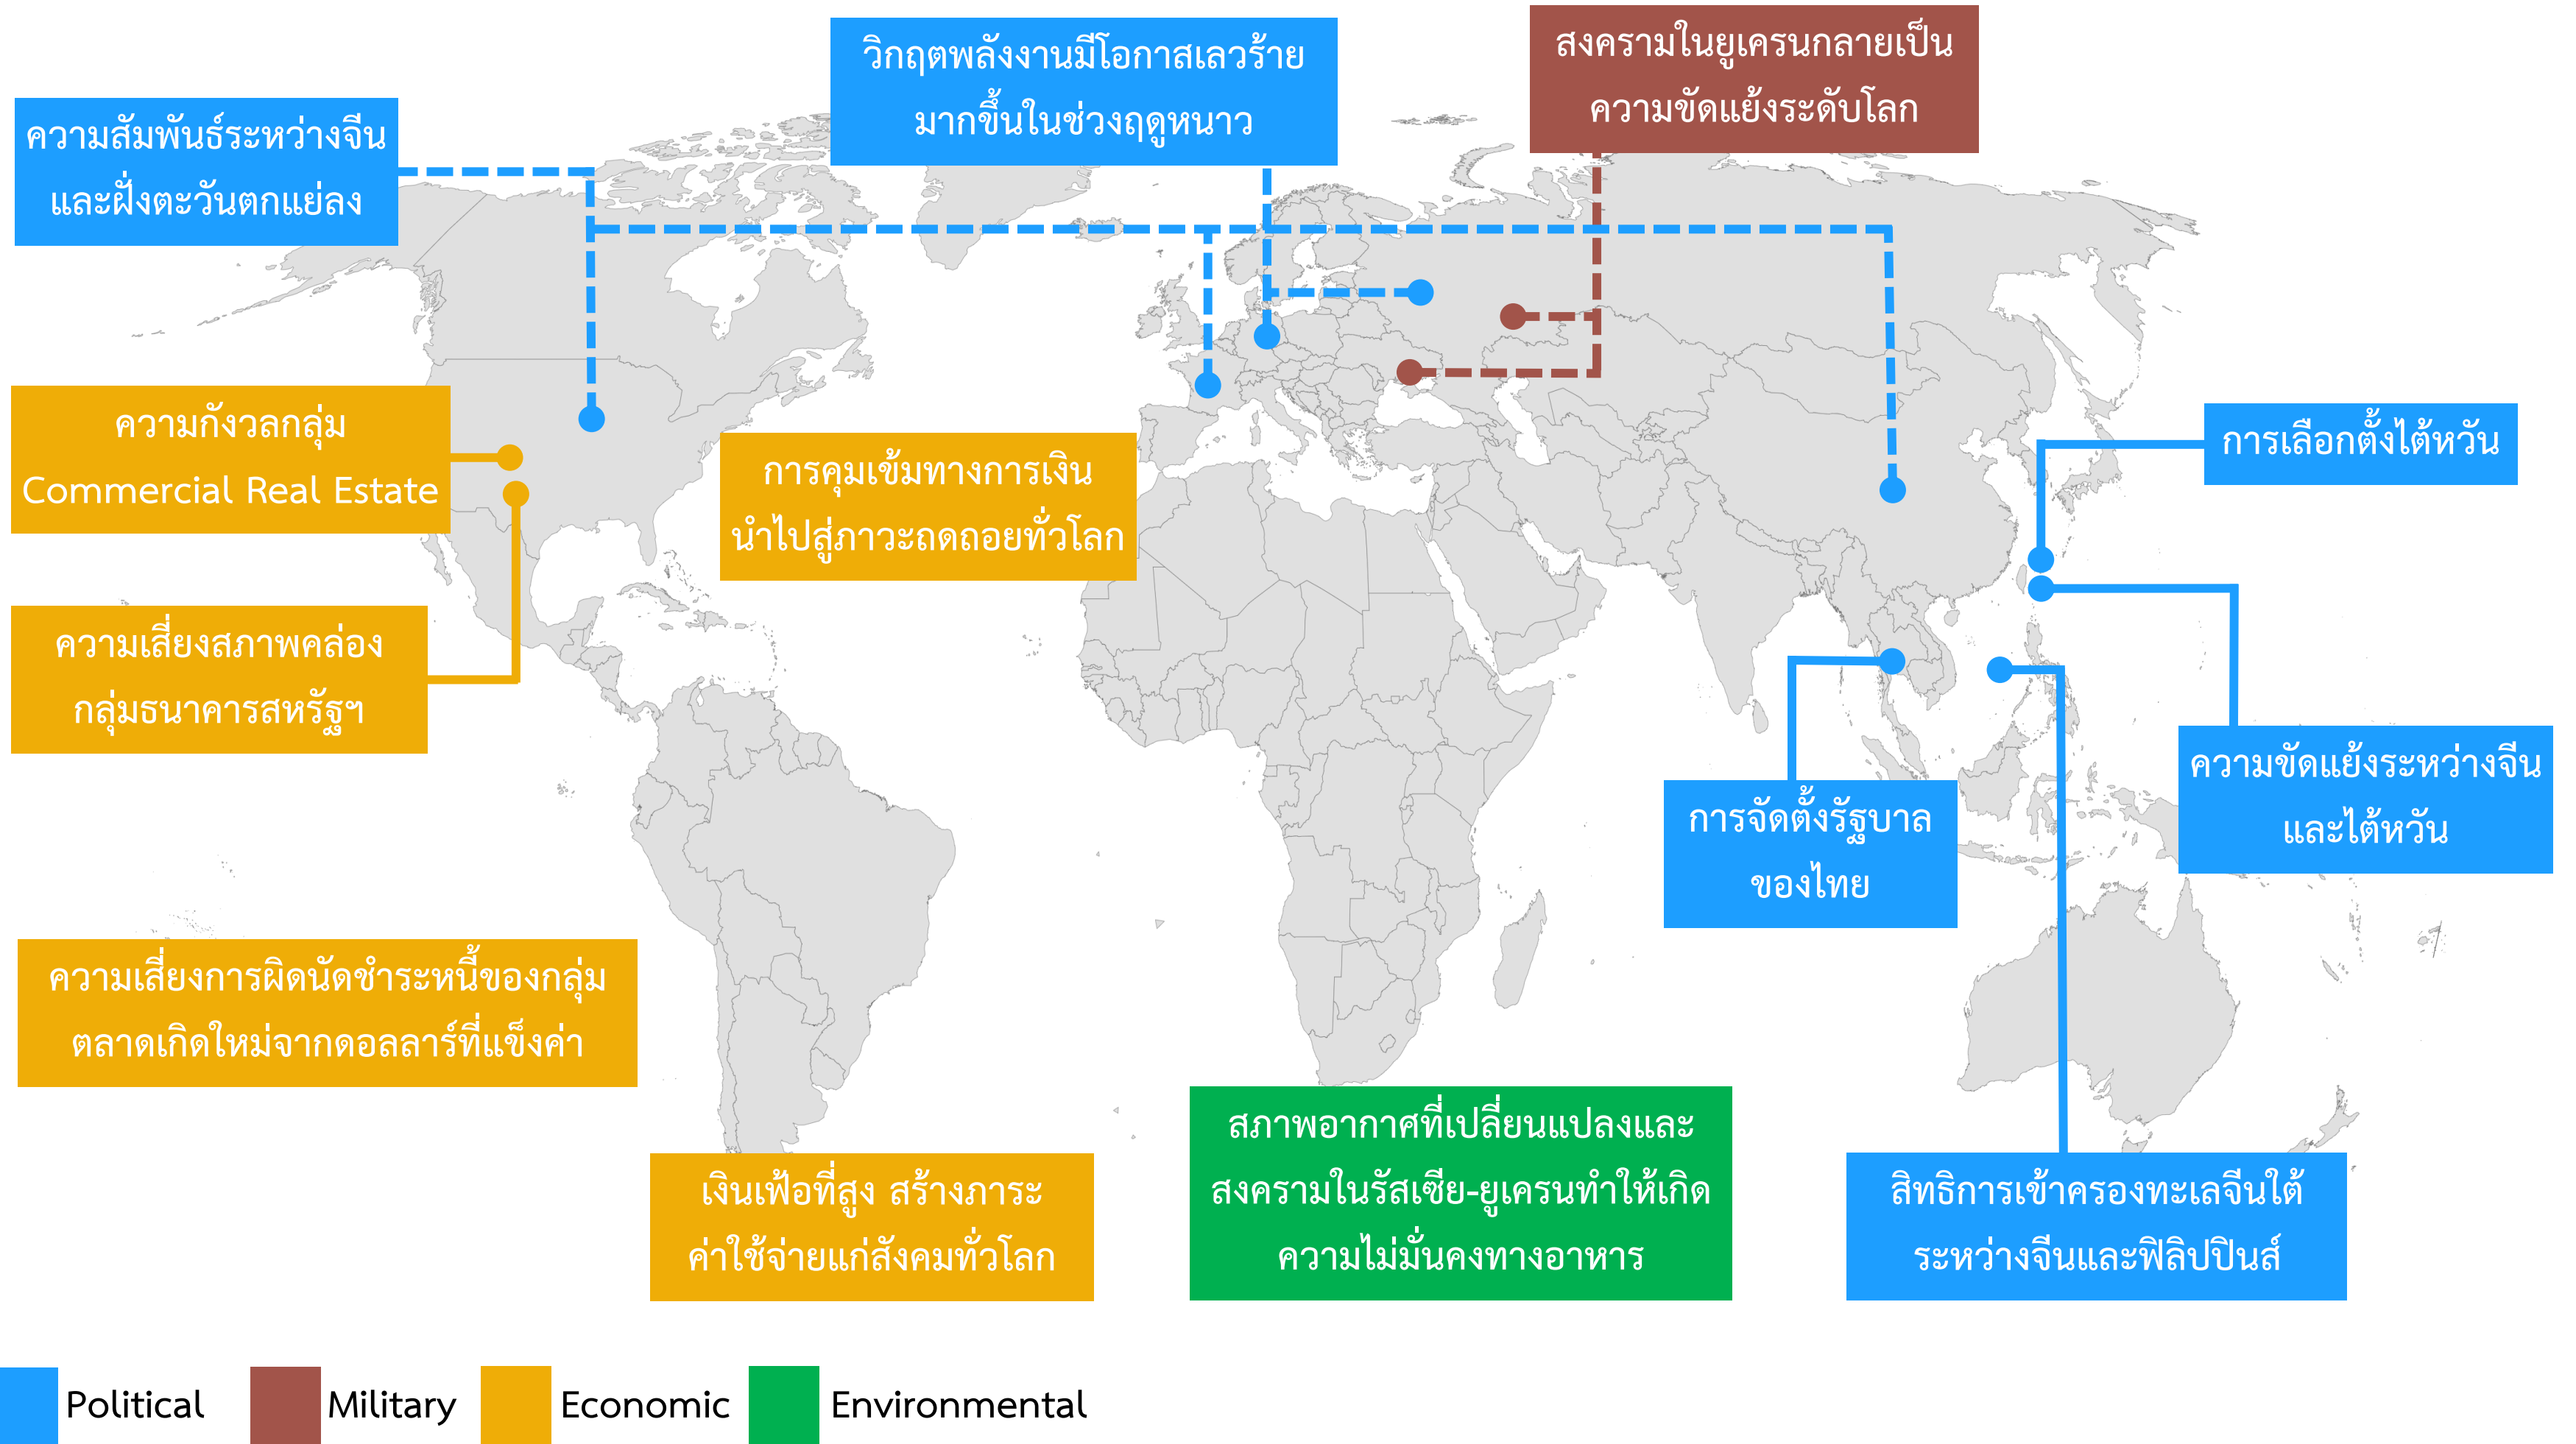 วิกฤตพลังงานมีโอกาสเลวร้าย
มากขึ้นในช่วงฤดูหนาว
สงครามในยูเครนกลายเป็น
ความขัดแย้งระดับโลก
ความสัมพันธ์ระหว่างจีน
และฝั่งตะวันตกแย่ลง
ความกังวลกลุ่ม
Commercial Real Estate
การคุมเข้มทางการเงิน
นำไปสู่ภาวะถดถอยทั่วโลก
การเลือกตั้งไต้หวัน
ความเสี่ยงสภาพคล่อง
กลุ่มธนาคารสหรัฐฯ
ความขัดแย้งระหว่างจีน
และไต้หวัน
การจัดตั้งรัฐบาล
ของไทย
ความเสี่ยงการผิดนัดชำระหนี้ของกลุ่ม
ตลาดเกิดใหม่จากดอลลาร์ที่แข็งค่า
เงินเฟ้อที่สูง สร้างภาระ
ค่าใช้จ่ายแก่สังคมทั่วโลก
สภาพอากาศที่เปลี่ยนแปลงและ
สงครามในรัสเซีย-ยูเครนทำให้เกิด
ความไม่มั่นคงทางอาหาร
สิทธิการเข้าครองทะเลจีนใต้
ระหว่างจีนและฟิลิปปินส์
Political
Military
Economic
Environmental